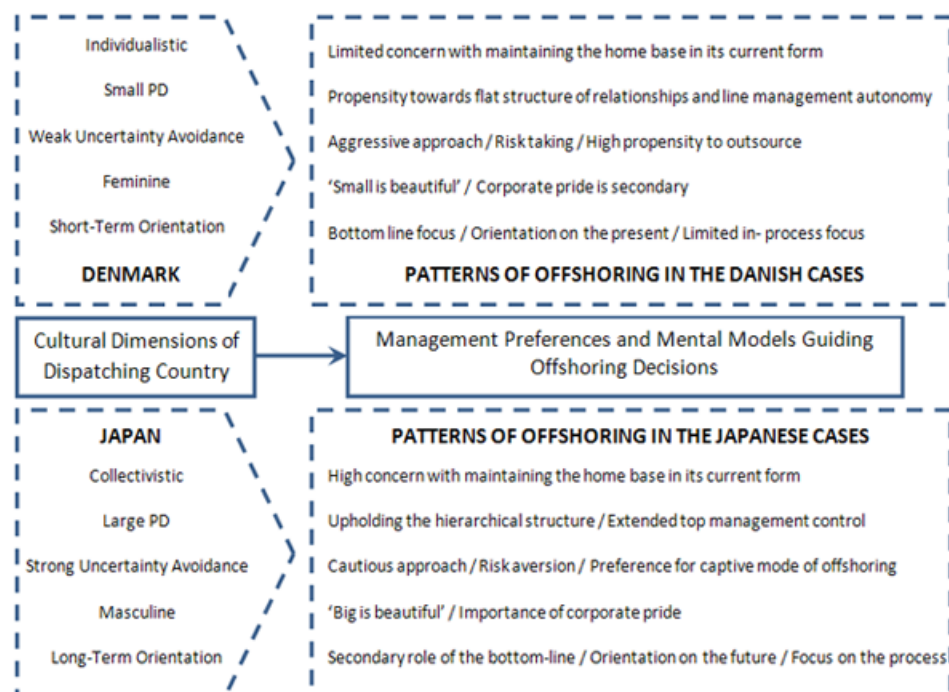 Individualistic
Limited concern with maintaining the home base in its current form
Small PD
Propensity towards flat structure of relationships and line management autonomy
Weak Uncertainty Avoidance
Aggressive approach / Risk taking / High propensity to outsource
Feminine
‘Small is beautiful’ / Corporate pride is secondary
Short-Term Orientation
Bottom line focus / Orientation on the present / Limited in- process focus
DENMARK
PATTERNS OF OFFSHORING IN THE DANISH CASES
Cultural Dimensions of
Dispatching Country
Management Preferences and Mental Models Guiding
Offshoring Decisions
JAPAN
PATTERNS OF OFFSHORING IN THE JAPANESE CASES
Collectivistic
High concern with maintaining the home base in its current form
Large PD
Upholding the hierarchical structure / Extended top management control
Strong Uncertainty Avoidance
Cautious approach / Risk aversion / Preference for captive mode of offshoring
Masculine
‘Big is beautiful’ / Importance of corporate pride
Long-Term Orientation
Secondary role of the bottom-line / Orientation on the future / Focus on the process